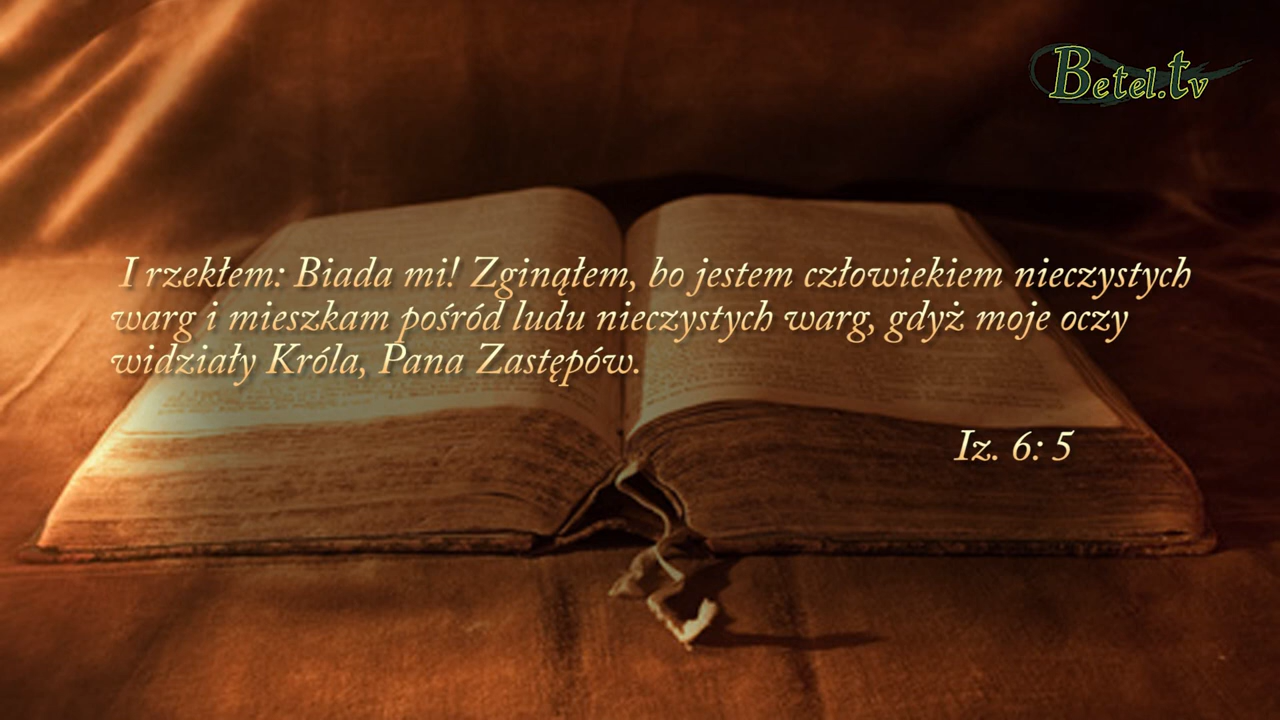 Betel.tv
I rzekłem: Biada mi! Zginąłem, bo jestem człowiekiem nieczystych
warg i mieszkam pośród ludu nieczystych warg, gdyż moje oczy
widziały Króla, Pana Zastępów.
Iz. 6: 5